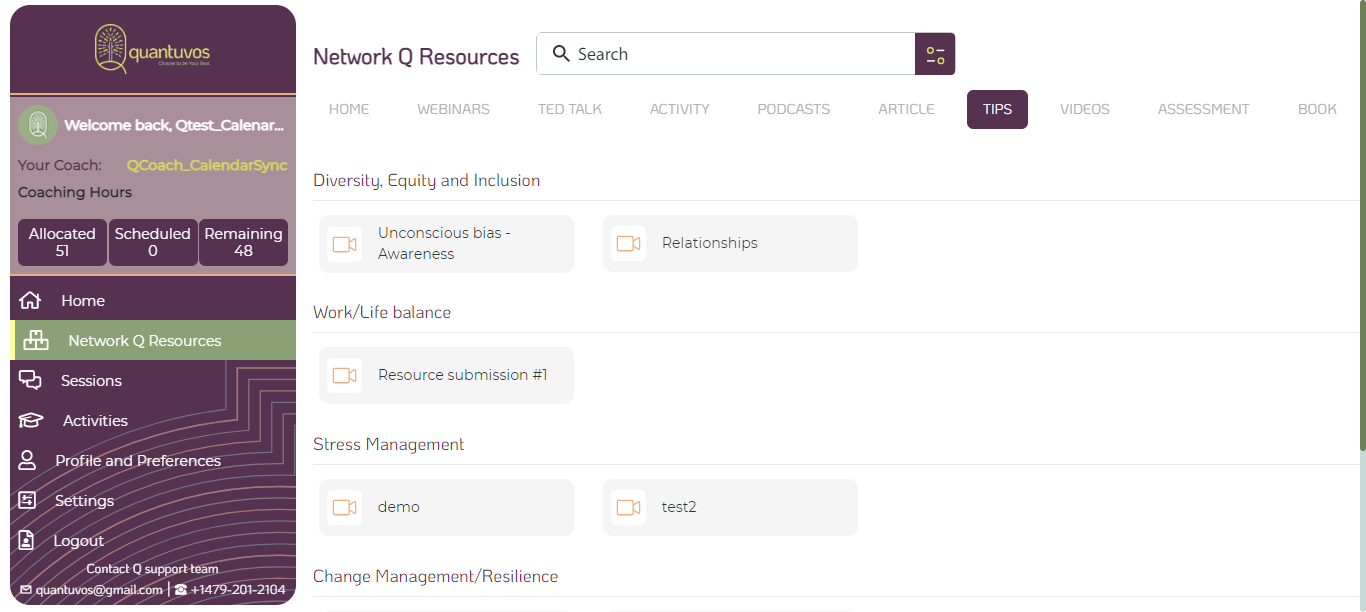 quantuvos
Choose to be Your Best
Welcome back, Qtest_Calenar...
Your Coach: QCoach_CalendarSync
Coaching Hours
Allocated Scheduled Remaining
51 0 48
Home
Network Q Resources
Sessions
Activities
Profile and Preferences
Settings
Logout
Contact Q support team
quantuvos@gmail.com | +1479-201-2104
Network Q Resources
Search
HOME WEBINARS TED TALK ACTIVITY PODCASTS ARTICLE TIPS VIDEOS ASSESSMENT BOOK
Diversity, Equity and Inclusion
Unconscious bias -
Awareness
Relationships
Work/Life balance
Resource submission #1
Stress Management
demo
test2
Change Management/Resilience